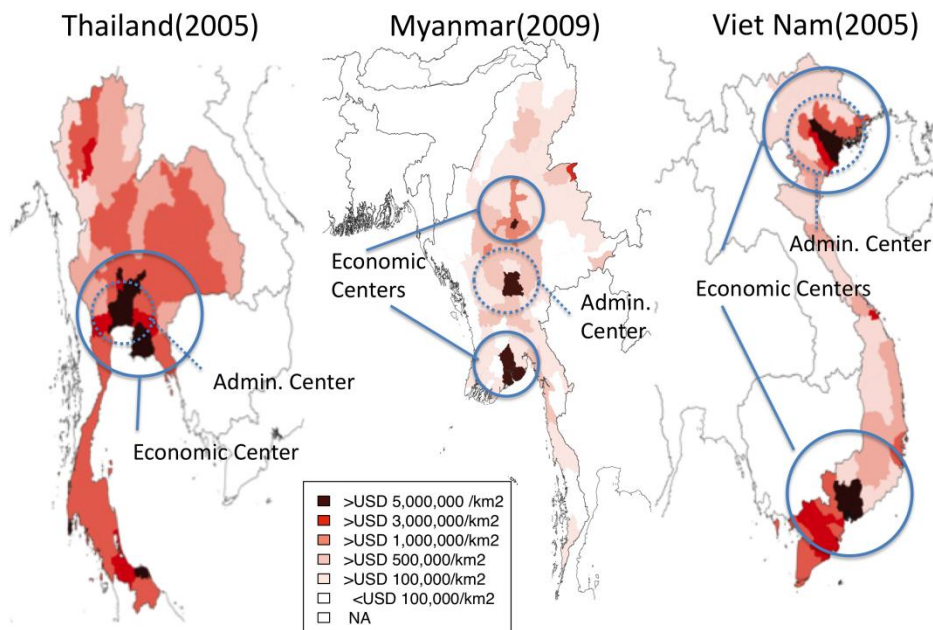 Thailand(2005)
Myanmar(2009)
Viet Nam(2005)
Economic
Centers
Admin.
Center
Admin. Center
Economic Centers
Admin. Center
Economic Center
>USD 5,000,000 /km2
>USD 3,000,000/km2
>USD 1,000,000/km2
>USD 500,000/km2
>USD 100,000/km2
<USD 100,000/km2
NA